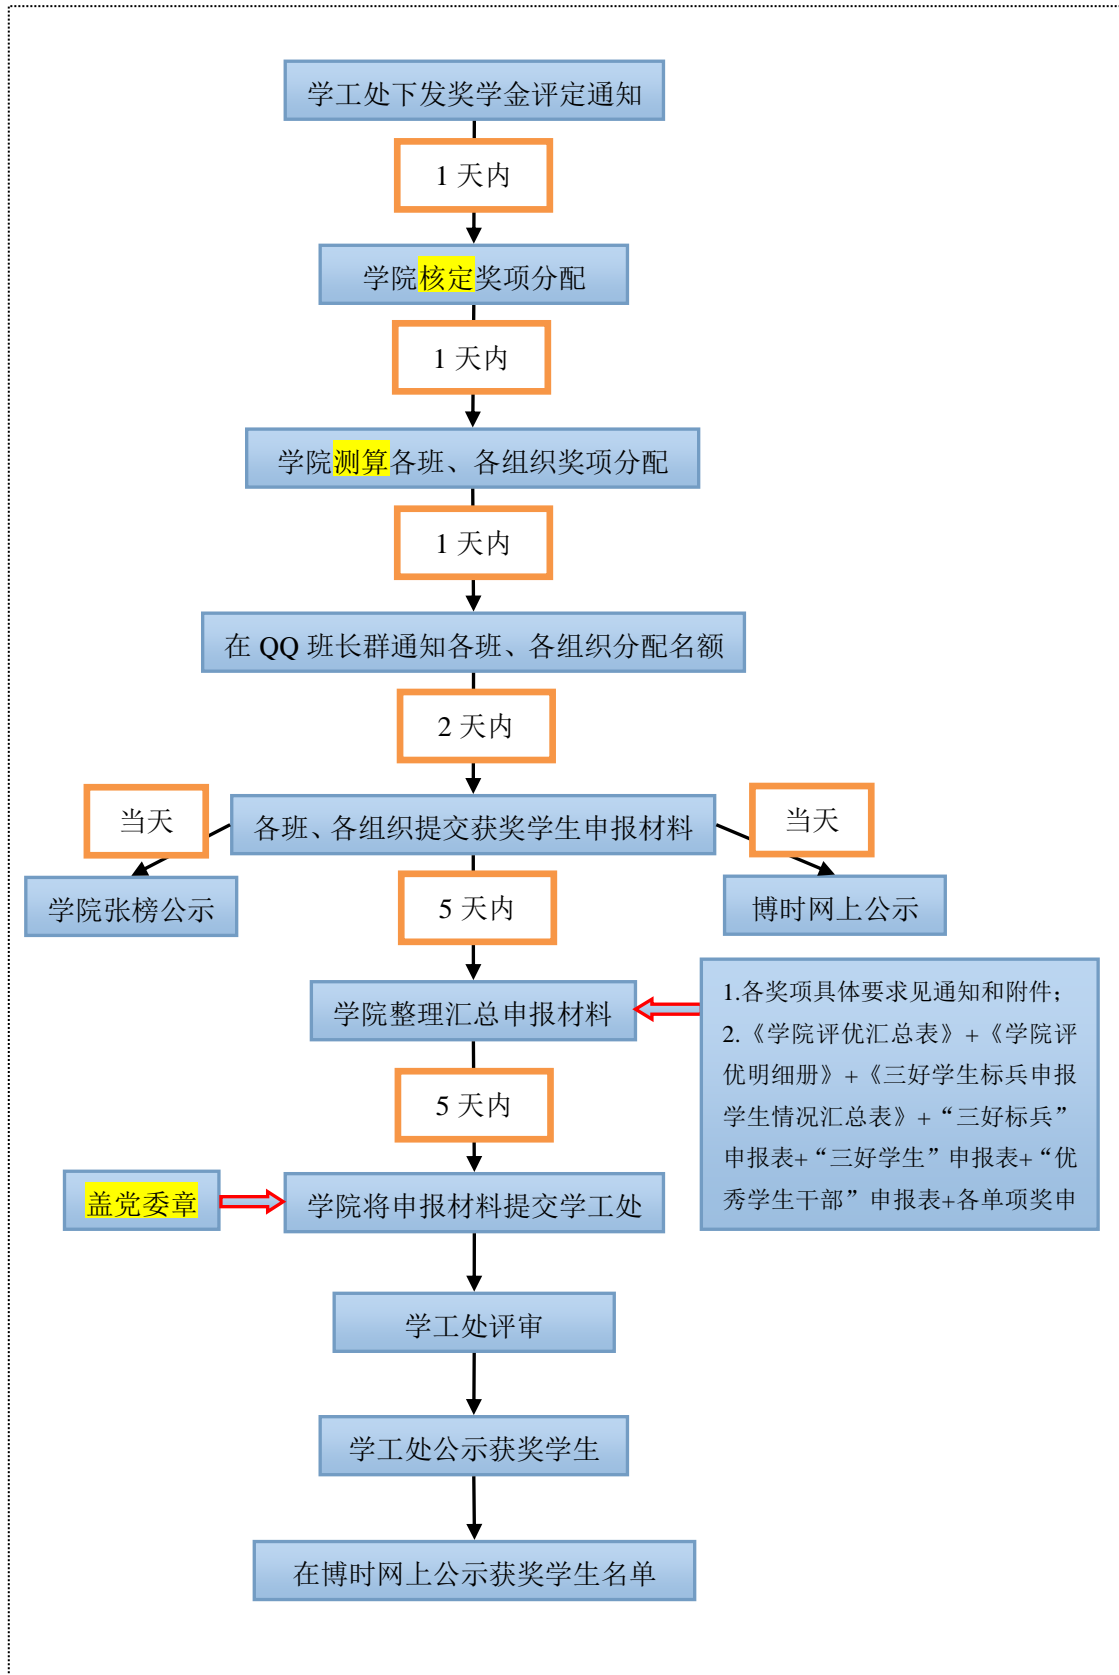 学工处下发奖学金评定通知
1 天内
学院核定奖项分配
1 天内
学院测算各班、各组织奖项分配
1 天内
在 QQ 班长群通知各班、各组织分配名额
2 天内
当天
各班、各组织提交获奖学生申报材料
当天
学院张榜公示
5 天内
博时网上公示
学院整理汇总申报材料
1.各奖项具体要求见通知和附件；
2.《学院评优汇总表》+《学院评
优明细册》+《三好学生标兵申报
学生情况汇总表》+“三好标兵”
申报表+“三好学生”申报表+“优
秀学生干部”申报表+各单项奖申
5 天内
盖党委章
学院将申报材料提交学工处
学工处评审
学工处公示获奖学生
在博时网上公示获奖学生名单